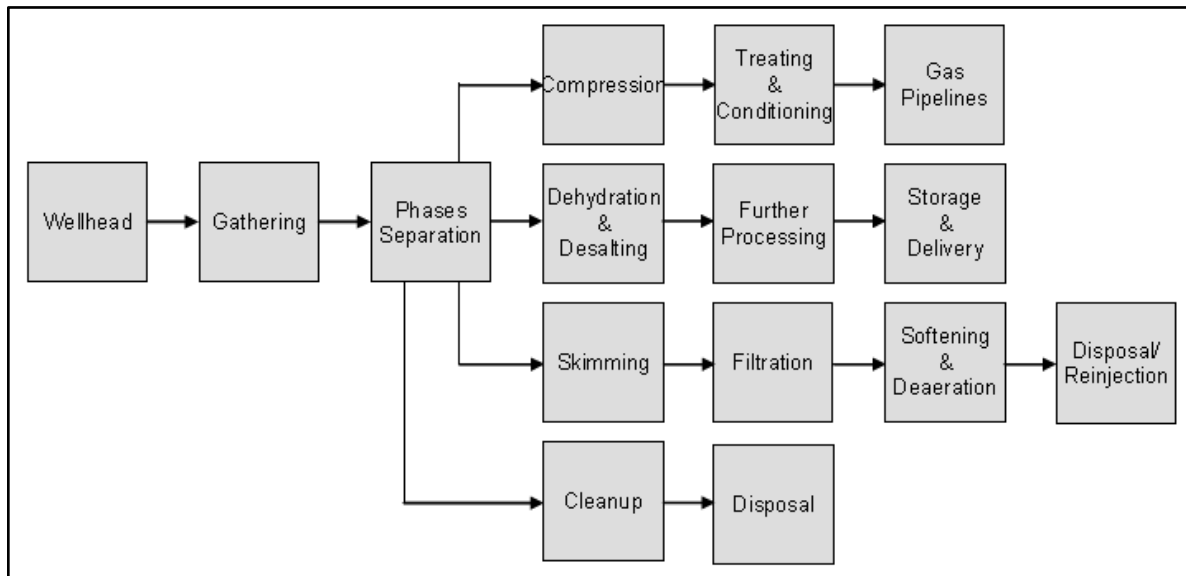 Compression
Treating
&
Conditioning
Gas
Pipelines
Wellhead
Gathering
Phases
Separation
Dehydration
&
Desalting
Further
Processing
Storage
&
Delivery
Skimming
Filtration
Softening
&
Deaeration
Disposal/
Reinjection
Cleanup
Disposal